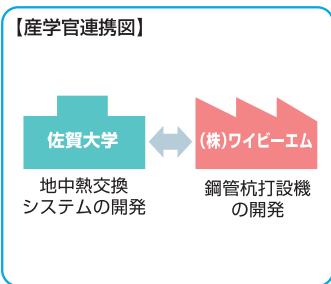 【産学官連携図】
佐賀大学
(株)ワイビーエム
地中熱交換
システムの開発
鋼管杭打設機
の開発